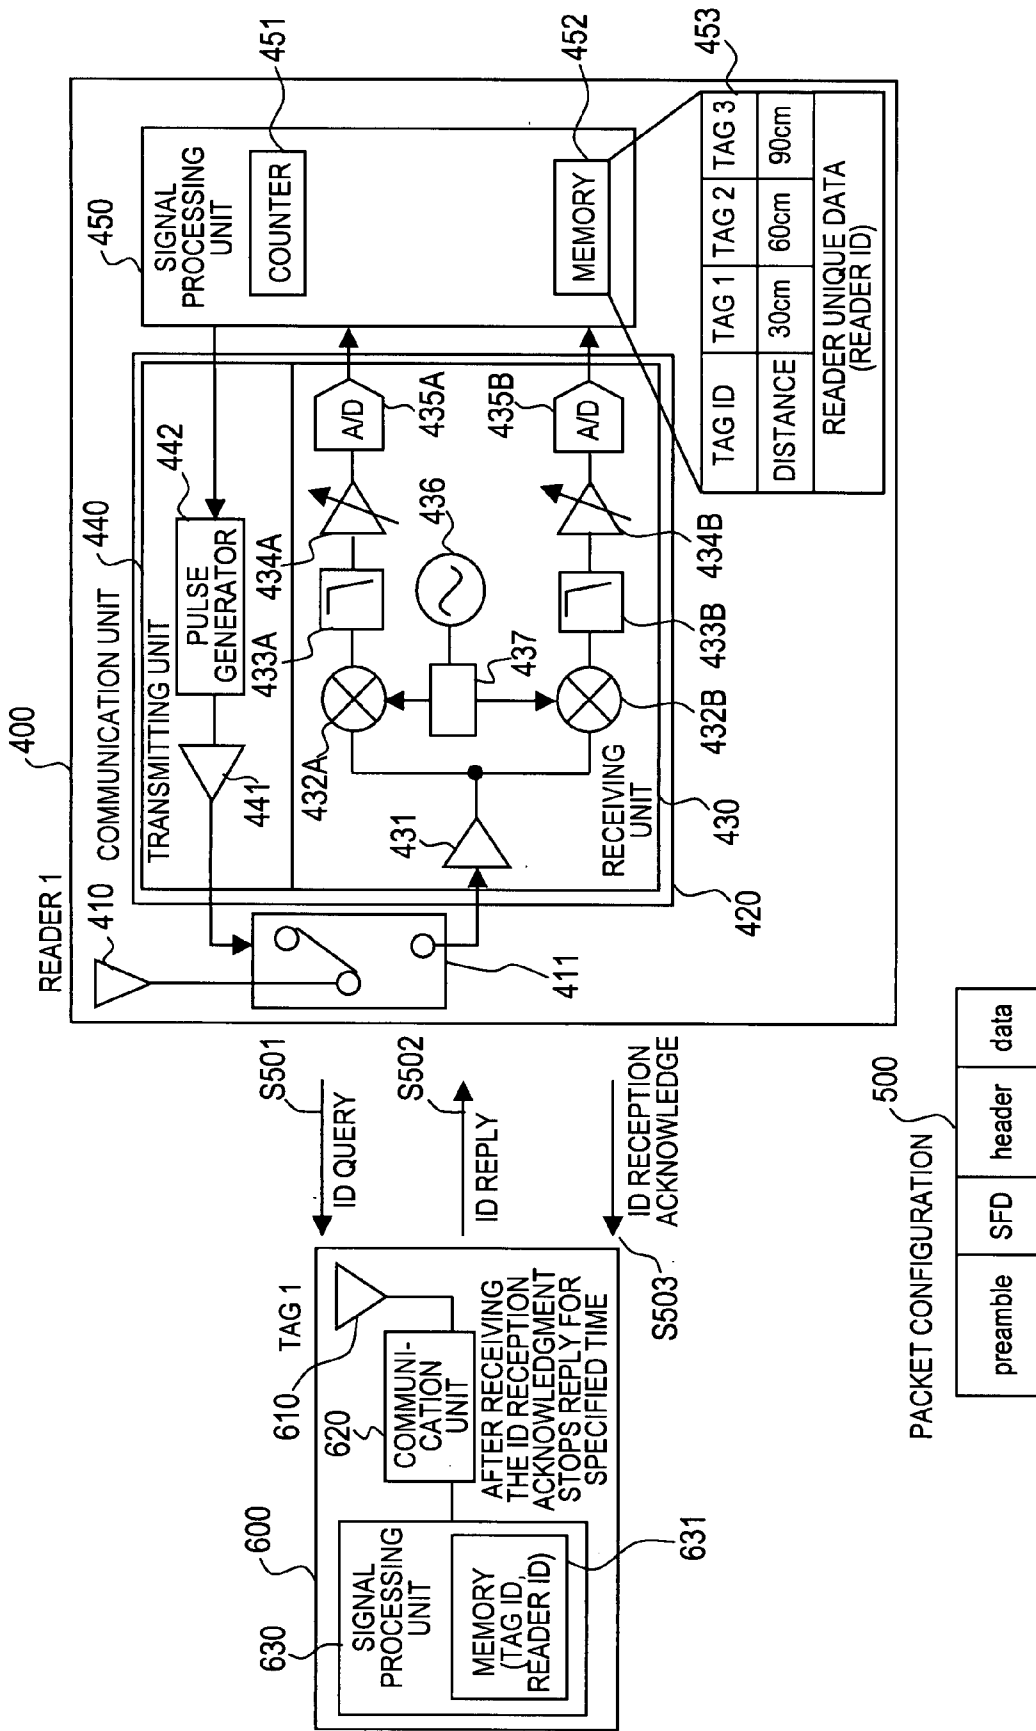 600
630
SIGNAL
PROCESSING
UNIT
MEMORY
(TAG ID,
READER ID)
631
610
TAG 1
620
COMMUNI-
CATION
UNIT
AFTER RECEIVING
THE ID RECEPTION
ACKNOWLEDGMENT
STOPS REPLY FOR
SPECIFIED TIME
S501
ID QUERY
S502
ID REPLY
ID RECEPTION
ACKNOWLEDGE
S503
READER 1
400
410
411
COMMUNICATION UNIT
440
TRANSMITTING UNIT
442
PULSE
GENERATOR
441
431
432A
433A
434A
A/D
435A
436
437
432B
433B
434B
A/D
435B
RECEIVING
UNIT
430
420
450
SIGNAL
PROCESSING
UNIT
451
COUNTER
452
MEMORY
453
TAG ID TAG 1 TAG 2 TAG 3
DISTANCE 30cm 60cm 90cm
READER UNIQUE DATA
(READER ID)
PACKET CONFIGURATION
500
preamble SFD header data